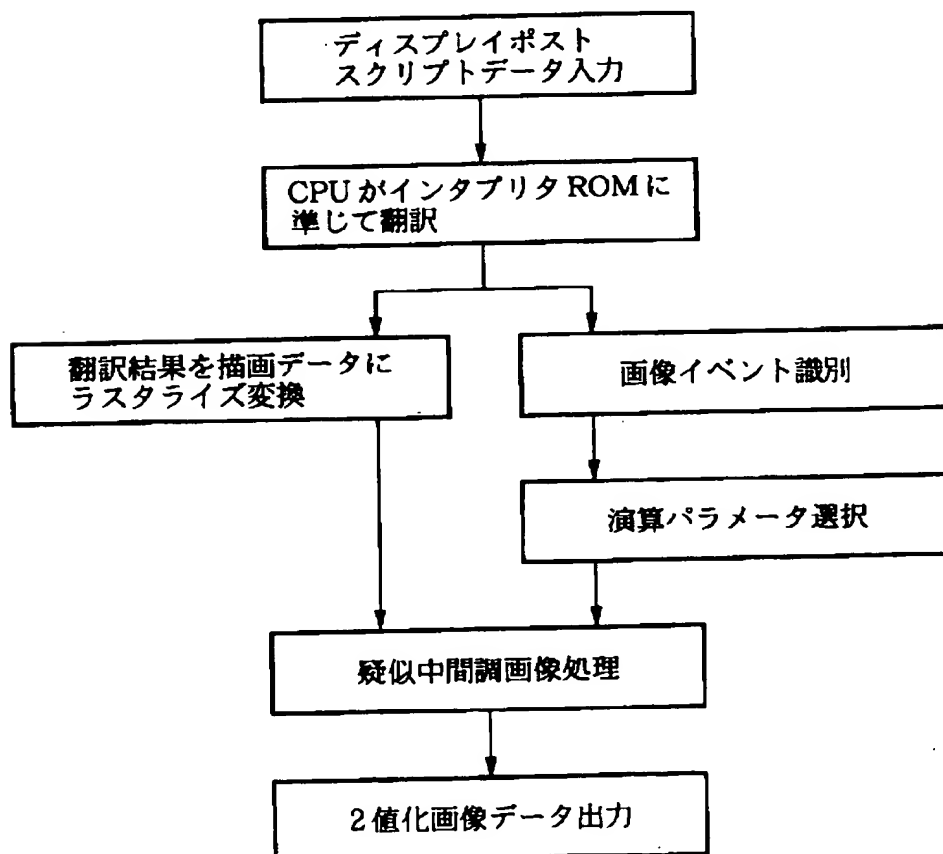 ディスプレイポスト
スクリプトデータ入力
CPUがインタプリタROMに
準じて翻訳
翻訳結果を描画データに
ラスタライズ変換
画像イベント識別
演算パラメータ選択
疑似中間調画像処理
2値化画像データ出力